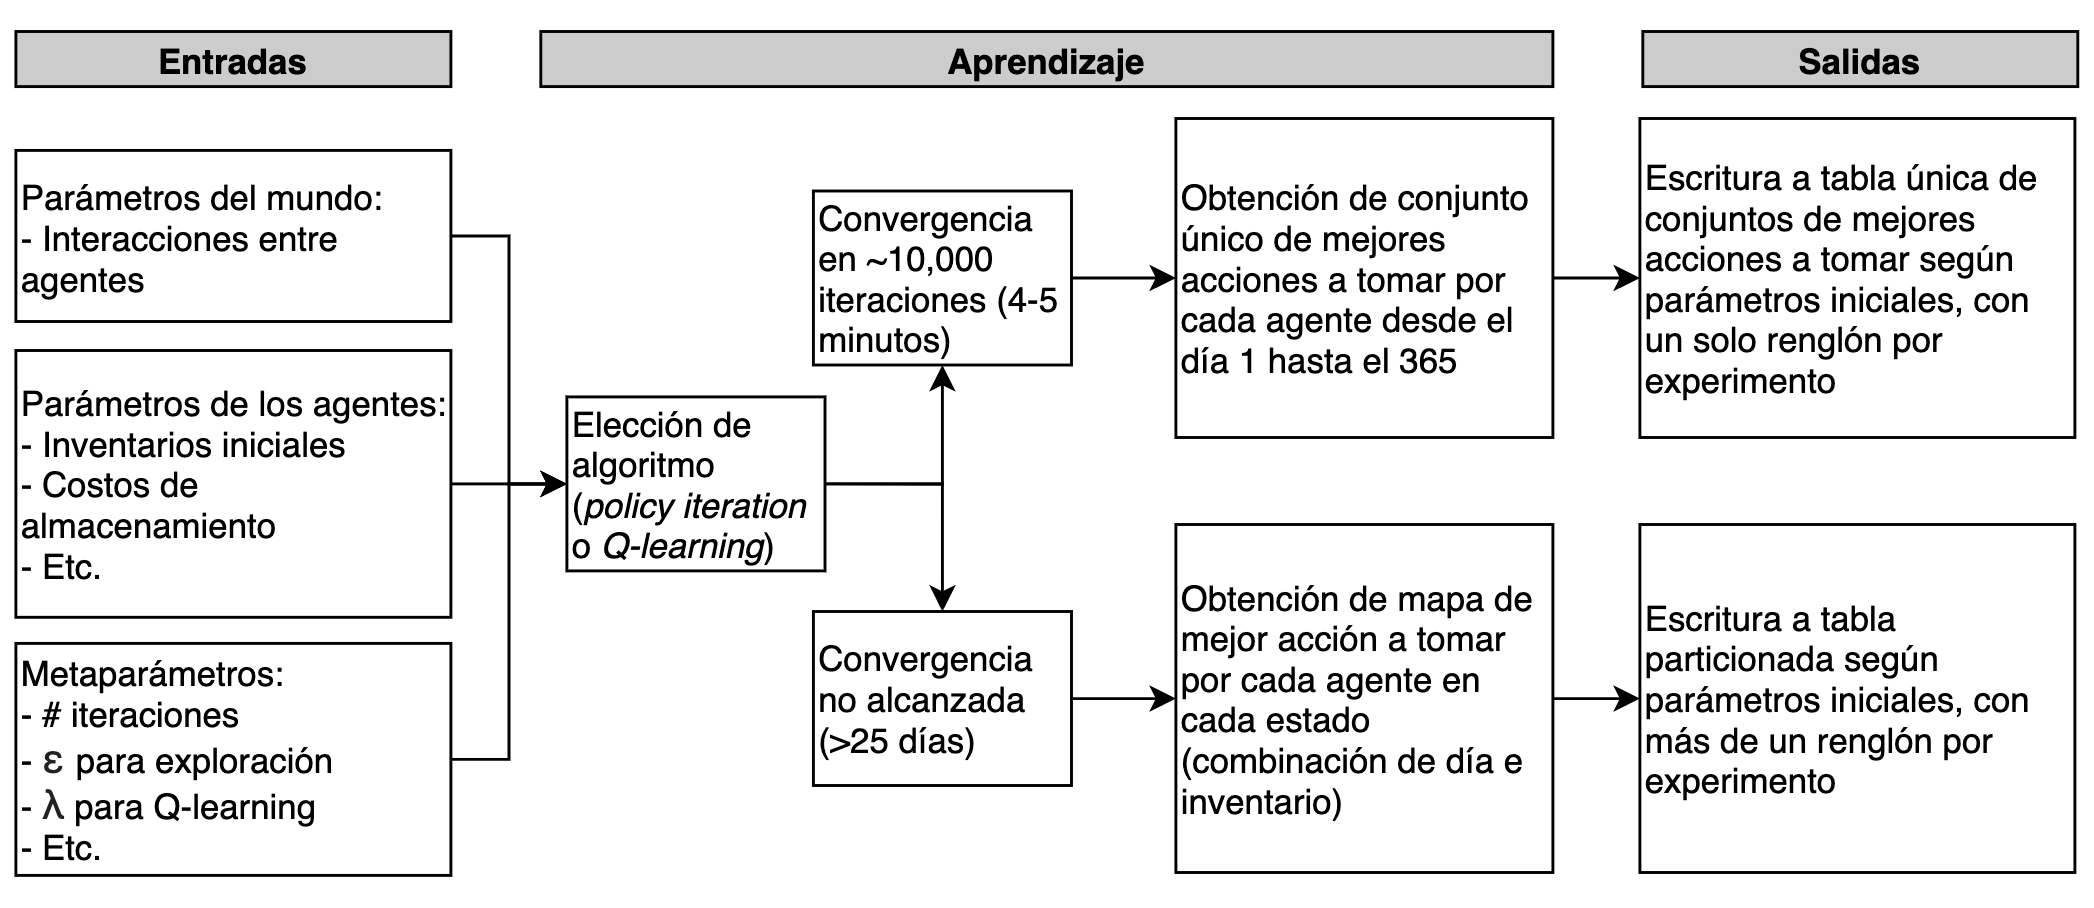 Entradas
Aprendizaje
Salidas
Parámetros del mundo:
- Interacciones entre
agentes
Parámetros de los agentes:
- Inventarios iniciales
- Costos de
almacenamiento
- Etc.
Metaparámetros:
- # iteraciones
- ε para exploración
- λ para Q-learning
- Etc.
Elección de
algoritmo
(policy iteration
o Q-learning)
Convergencia
en ~10,000
iteraciones (4-5
minutos)
Obtención de conjunto
único de mejores
acciones a tomar por
cada agente desde el
día 1 hasta el 365
Escritura a tabla única de
conjuntos de mejores
acciones a tomar según
parámetros iniciales, con
un solo renglón por
experimento
Convergencia
no alcanzada
(>25 días)
Obtención de mapa de
mejor acción a tomar
por cada agente en
cada estado
(combinación de día e
inventario)
Escritura a tabla
particionada según
parámetros iniciales, con
más de un renglón por
experimento